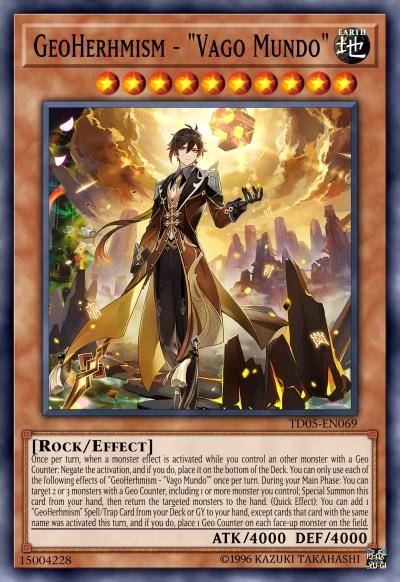 GeoHerhmism - "Vago Mundo"
EARTH
地
TD05-EN069
[Rock/Effect]
Once per turn, when a monster effect is activated while you control an other monster with a Geo
Counter: Negate the activation, and if you do, place it on the bottom of the Deck. You can only use each of
the following effects of "GeoHerhmism - "Vago Mundo"" once per turn. During your Main Phase: You can
target 2 or 3 monsters with a Geo Counter, including 1 or more monster you control; Special Summon this
card from your hand, then return the targeted monsters to the hand. (Quick Effect): You can add 1
"GeoHerhmism" Spell/Trap Card from your Deck or GY to your hand, except cards that card with the same
name was activated this turn, and if you do, place 1 Geo Counter on each face-up monster on the field.
ATK/4000 DEF/4000
15004228
©1996 KAZUKI TAKAHASHI